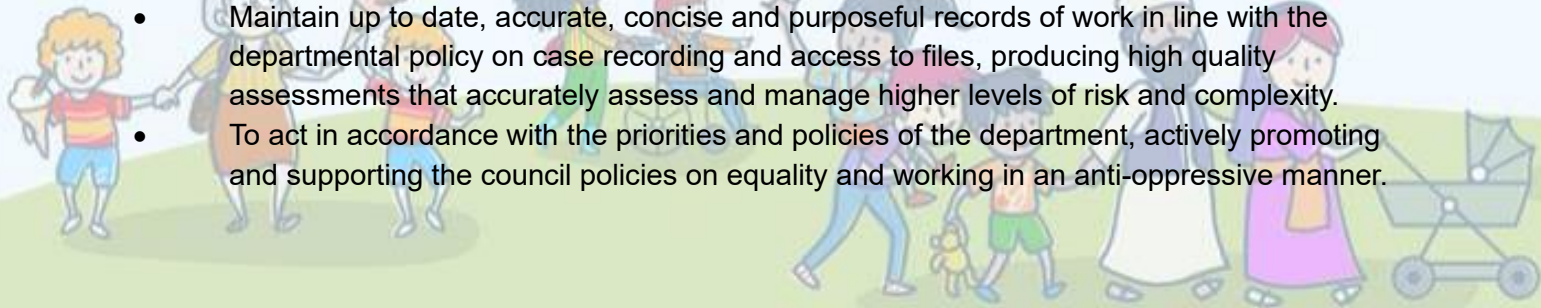 • Maintain up to date, accurate, concise and purposeful records of work in line with the
departmental policy on case recording and access to files, producing high quality
assessments that accurately assess and manage higher levels of risk and complexity.
• To act in accordance with the priorities and policies of the department, actively promoting
and supporting the council policies on equality and working in an anti-oppressive manner.